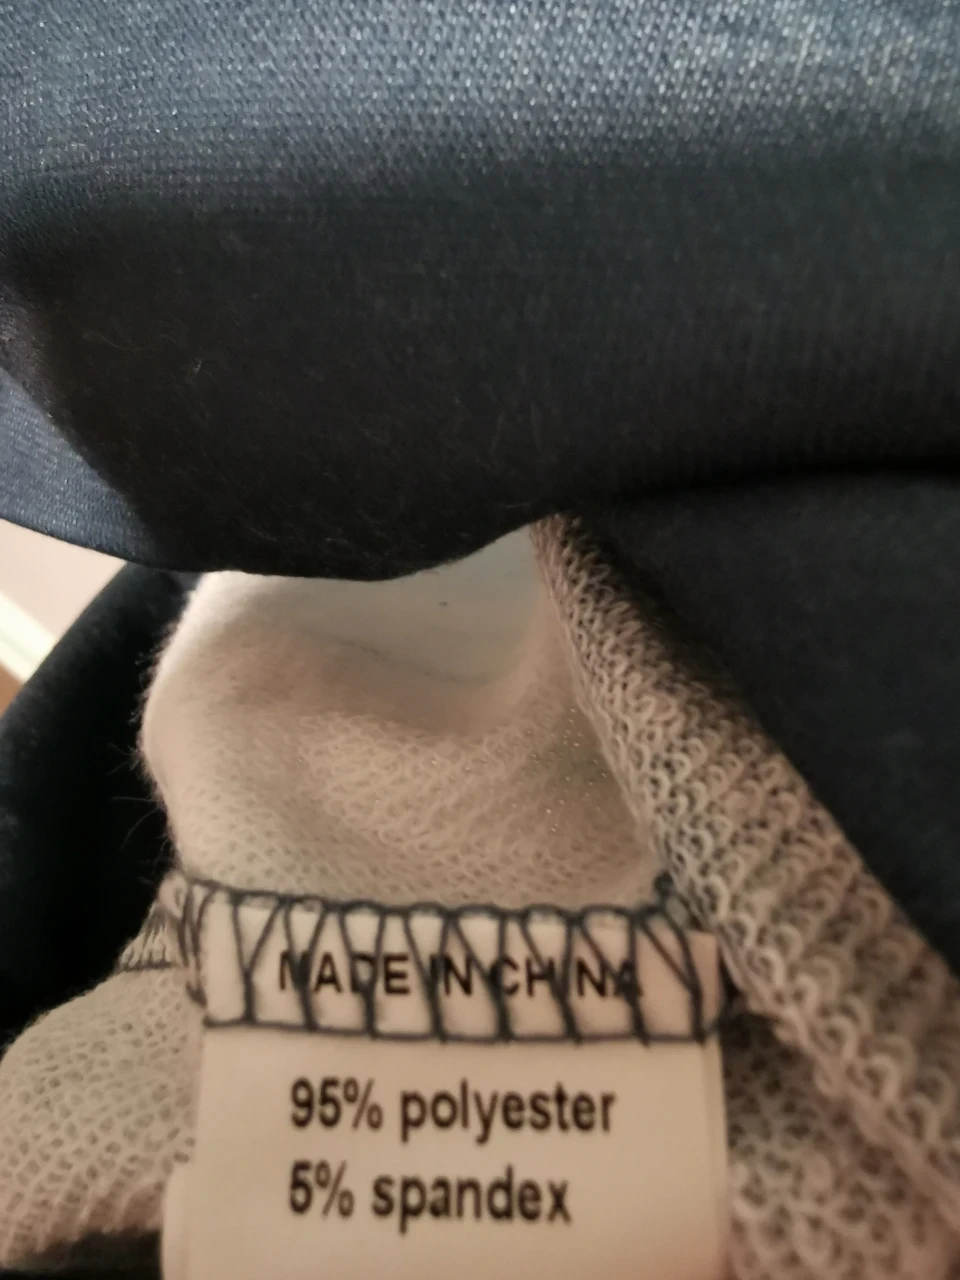 MADE IN CHINA
95% polyester
5% spandex